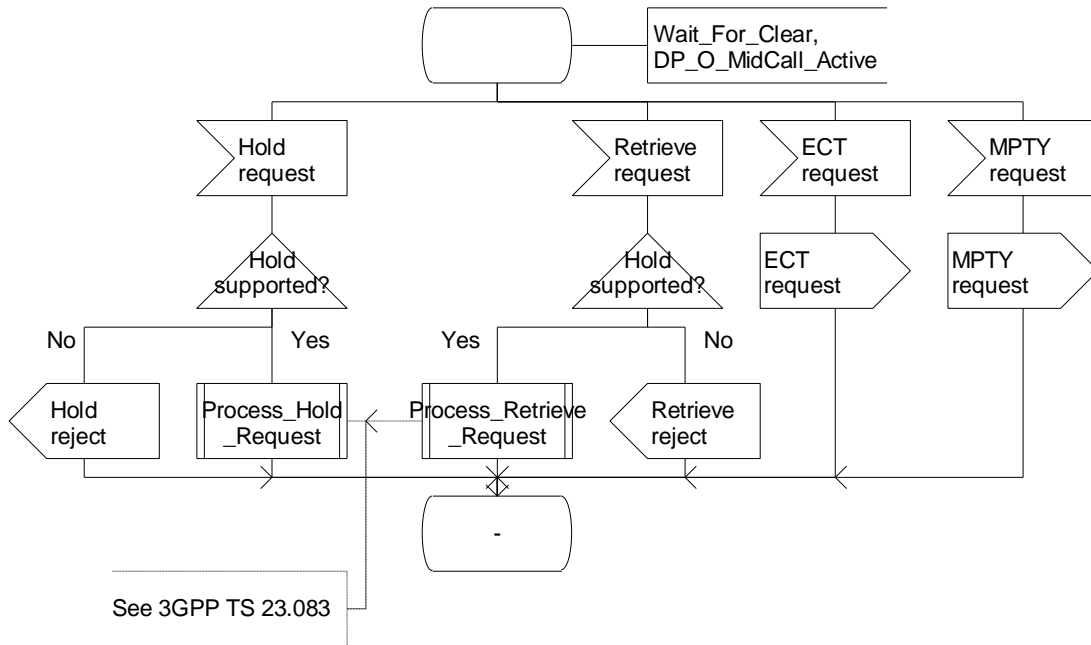 Wait_For_Clear,
DP_O_MidCall_Active
Hold
request
Retrieve
request
ECT
request
MPTY
request
Hold
supported?
Hold
supported?
ECT
request
MPTY
request
No
Yes
Yes
No
Hold
reject
Process_Hold
_Request
Process_Retrieve
_Request
Retrieve
reject
-
See 3GPP TS 23.083